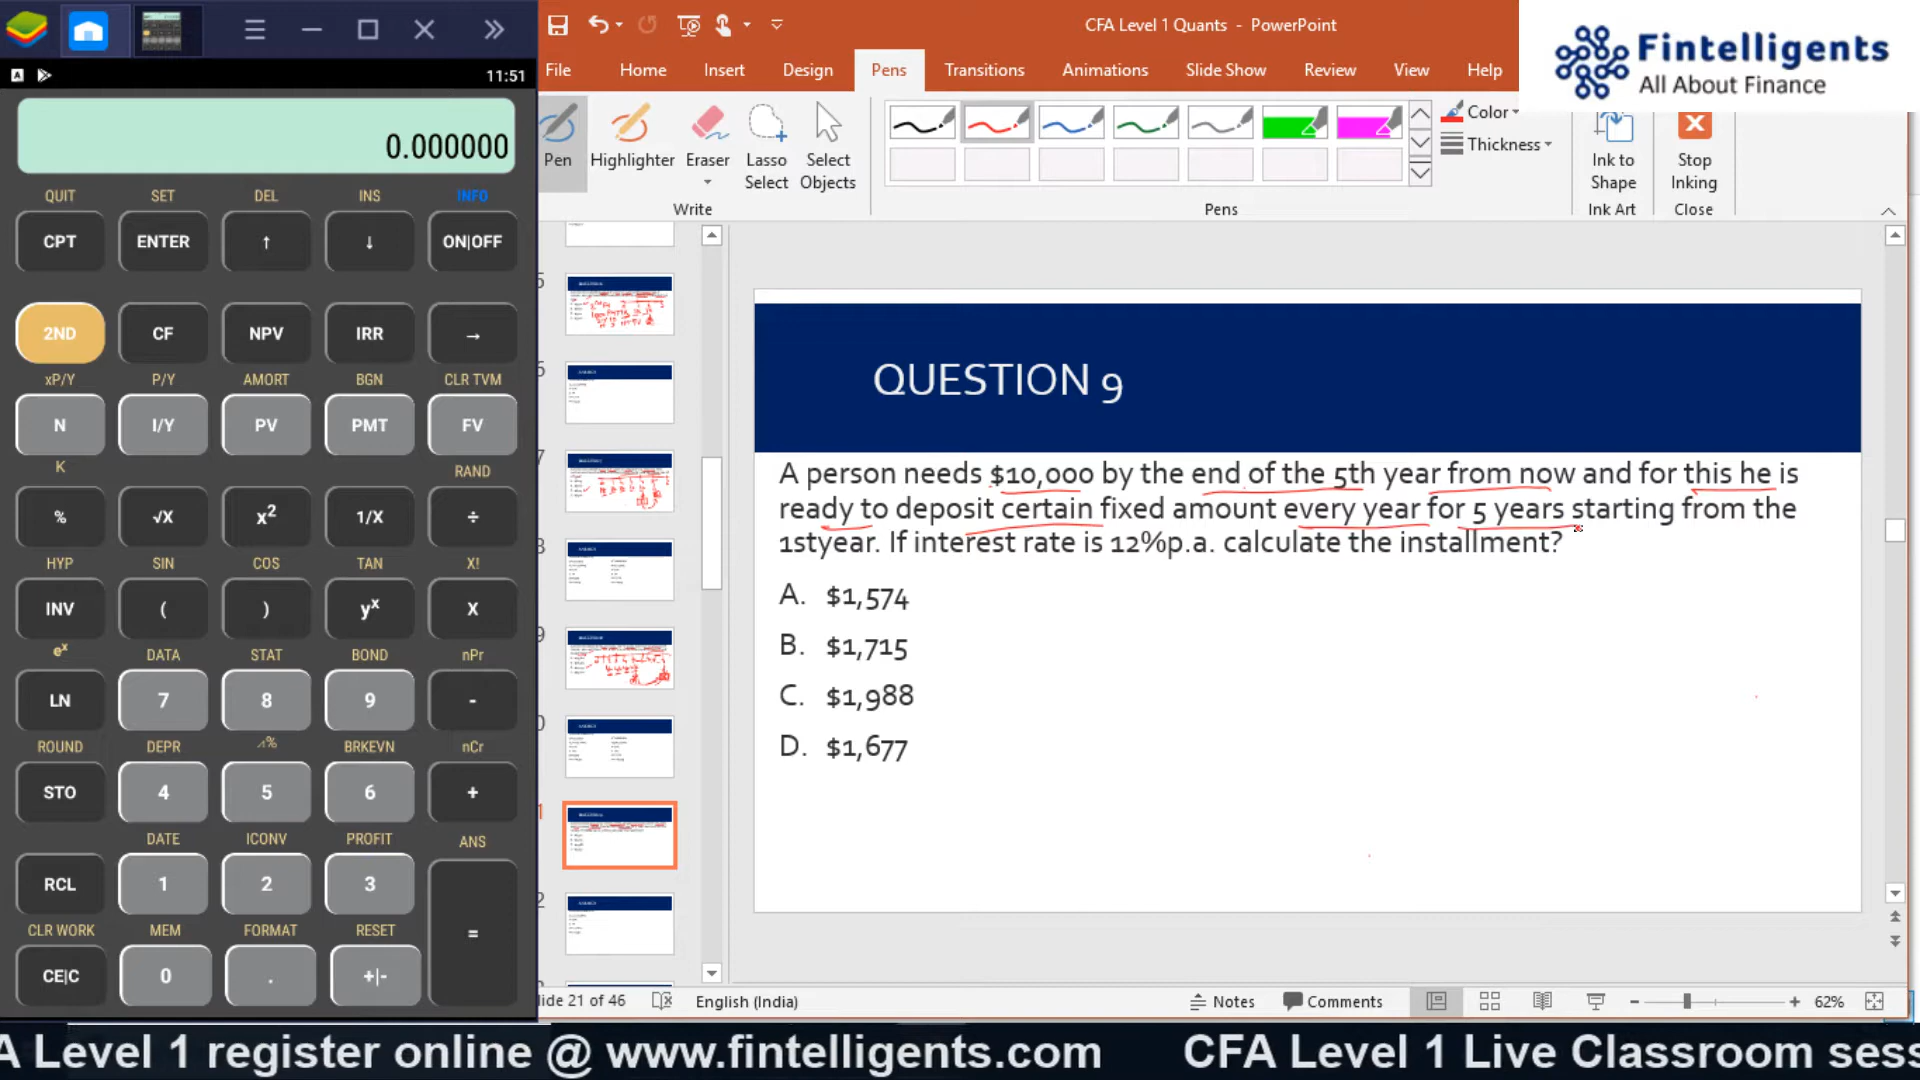 11:51
0.000000
QUIT SET DEL INS INFO
CPT ENTER ↑ ↓ ON|OFF
2ND CF NPV IRR →
xP/Y P/Y AMORT BGN CLR TVM
N I/Y PV PMT FV
K RAND
% √X x² 1/X ÷
HYP SIN COS TAN X!
INV ( ) yˣ X
eˣ DATA STAT BOND nPr
LN 7 8 9 -
ROUND DEPR Δ% BRKEVN nCr
STO 4 5 6 +
DATE ICONV PROFIT ANS
RCL 1 2 3 =
CLR WORK MEM FORMAT RESET
CE|C 0 . +|-
CFA Level 1 Quants - PowerPoint
File Home Insert Design Pens Transitions Animations Slide Show Review View Help
Fintelligents
All About Finance
Pen Highlighter Eraser Lasso Select Select Objects
Write
Color
Thickness
Pens
Ink to Shape
Ink Art
Stop Inking
Close
QUESTION 9
A person needs $10,000 by the end of the 5th year from now and for this he is
ready to deposit certain fixed amount every year for 5 years starting from the
1styear. If interest rate is 12%p.a. calculate the installment?
A. $1,574
B. $1,715
C. $1,988
D. $1,677
lide 21 of 46 English (India) Notes Comments 62%
A Level 1 register online @ www.fintelligents.com CFA Level 1 Live Classroom sess